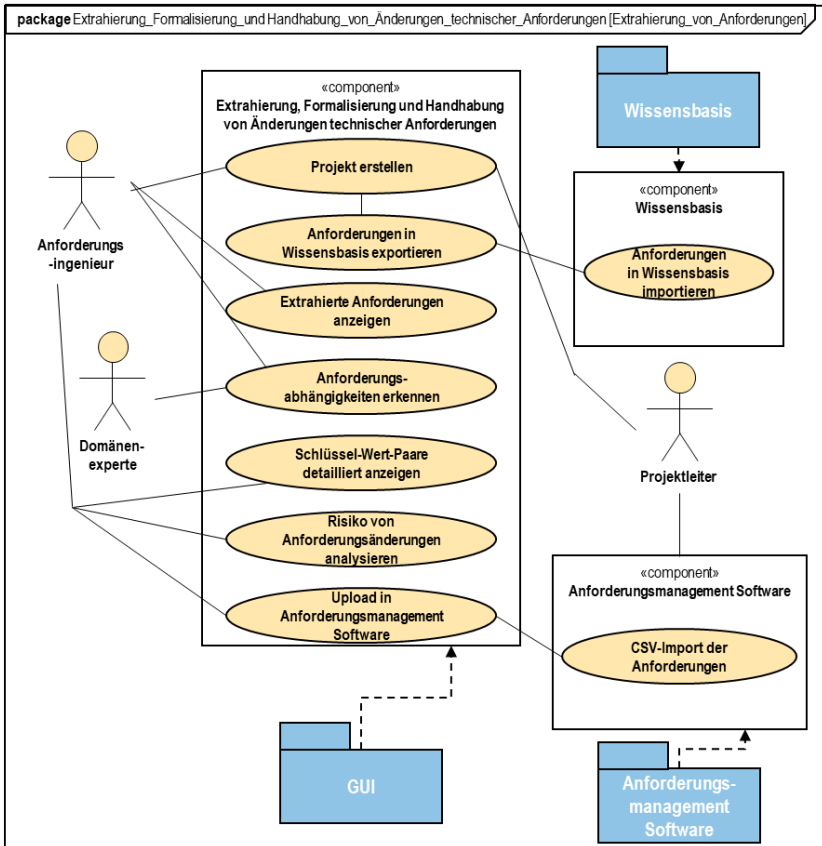 package Extrahierung_Formalisierung_und_Handhabung_von_Änderungen_technischer_Anforderungen [Extrahierung_von_Anforderungen]
«component»
Extrahierung, Formalisierung und Handhabung
von Änderungen technischer Anforderungen
Projekt erstellen
Anforderungen in
Wissensbasis exportieren
Extrahierte Anforderungen
anzeigen
Anforderungs-
abhängigkeiten erkennen
Schlüssel-Wert-Paare
detailliert anzeigen
Risiko von
Anforderungsänderungen
analysieren
Upload in
Anforderungsmanagement
Software
Anforderungs
-ingenieur
Domänen-
experte
Wissensbasis
«component»
Wissensbasis
Anforderungen
in Wissensbasis
importieren
Projektleiter
«component»
Anforderungsmanagement Software
CSV-Import der
Anforderungen
GUI
Anforderungs-
management
Software